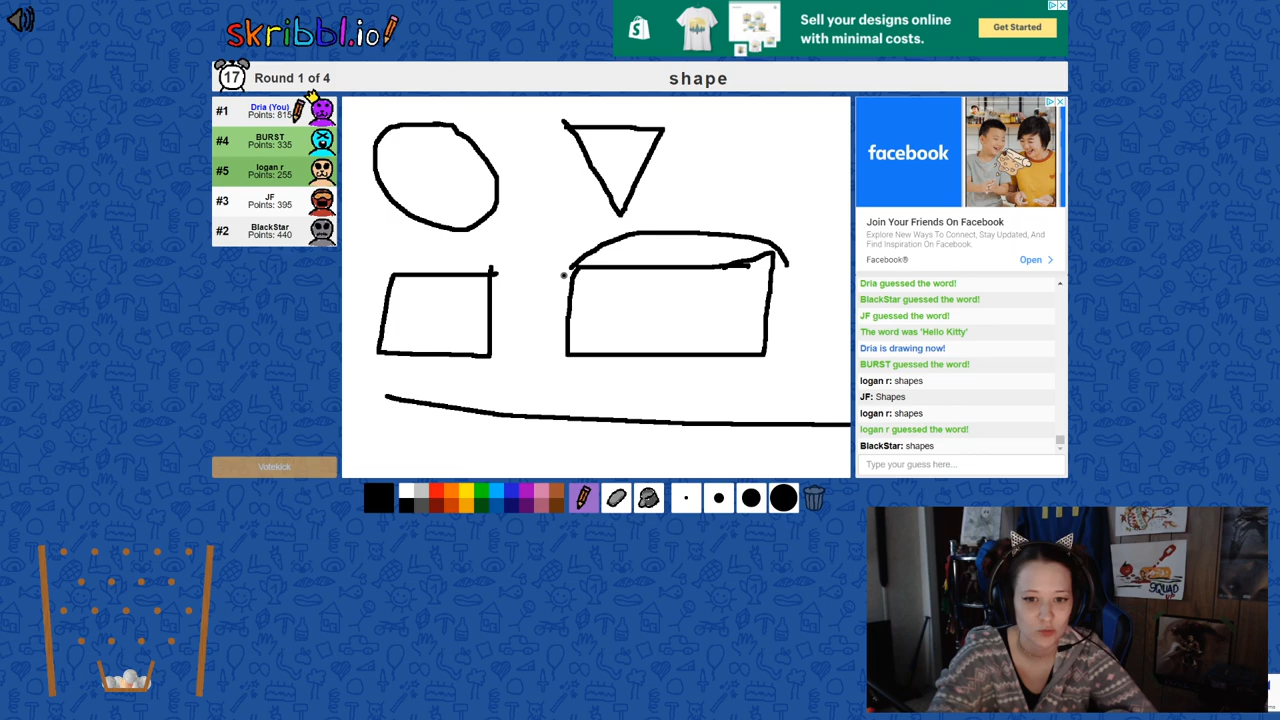 skribbl.io
Sell your designs online
with minimal costs.
Get Started
17
Round 1 of 4
shape
#1
Dria (You)
Points: 815
#4
BURST
Points: 335
#5
logan r
Points: 255
#3
JF
Points: 395
#2
BlackStar
Points: 440
Votekick
facebook
Join Your Friends On Facebook
Explore New Ways To Connect, Stay Updated, And
Find Inspiration On Facebook.
Facebook®
Open
Dria guessed the word!
BlackStar guessed the word!
JF guessed the word!
The word was 'Hello Kitty'
Dria is drawing now!
BURST guessed the word!
logan r: shapes
JF: Shapes
logan r: shapes
logan r guessed the word!
BlackStar: shapes
Type your guess here...
SQUAD